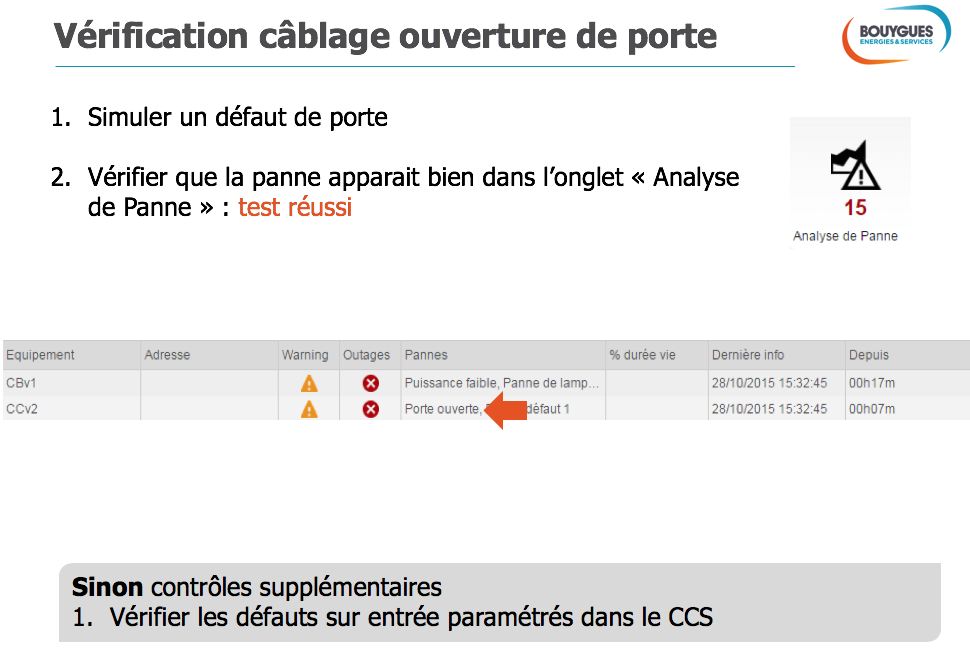 Vérification câblage ouverture de porte
BOUYGUES
ENERGIES & SERVICES
1. Simuler un défaut de porte
2. Vérifier que la panne apparait bien dans l’onglet « Analyse
de Panne » : test réussi
15
Analyse de Panne
Equipement Adresse Warning Outages Pannes % durée vie Dernière info Depuis
CBv1 Puissance faible, Panne de lamp... 28/10/2015 15:32:45 00h17m
CCv2 Porte ouverte, défaut 1 28/10/2015 15:32:45 00h07m
Sinon contrôles supplémentaires
1. Vérifier les défauts sur entrée paramétrés dans le CCS